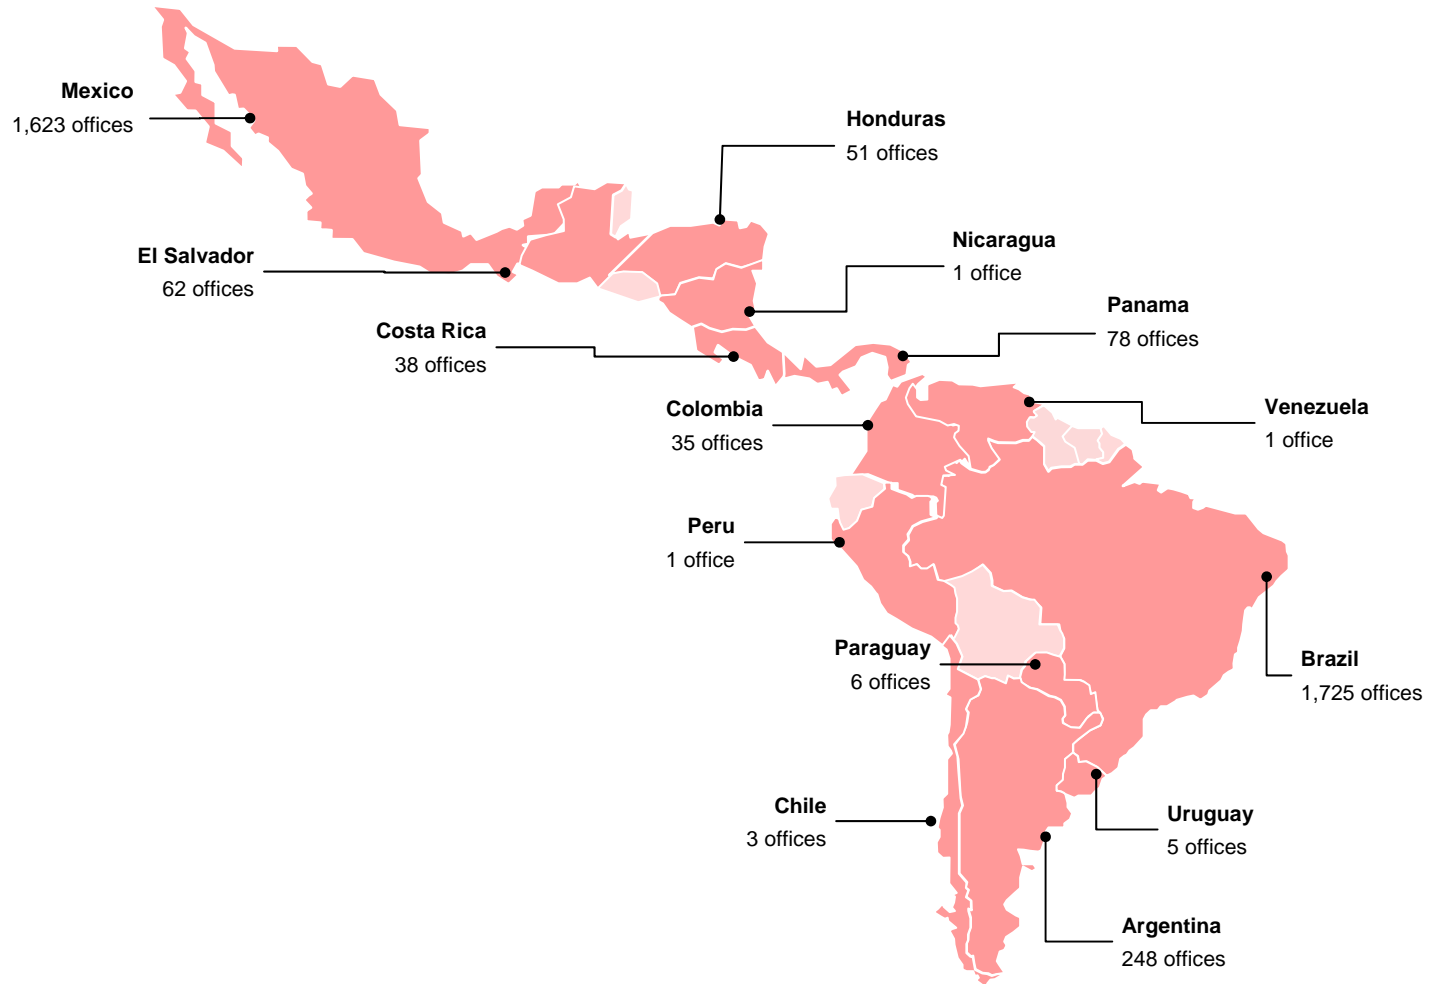 Mexico
1,623 offices
Honduras
51 offices
El Salvador
62 offices
Nicaragua
1 office
Costa Rica
38 offices
Panama
78 offices
Colombia
35 offices
Venezuela
1 office
Peru
1 office
Paraguay
6 offices
Brazil
1,725 offices
Chile
3 offices
Uruguay
5 offices
Argentina
248 offices